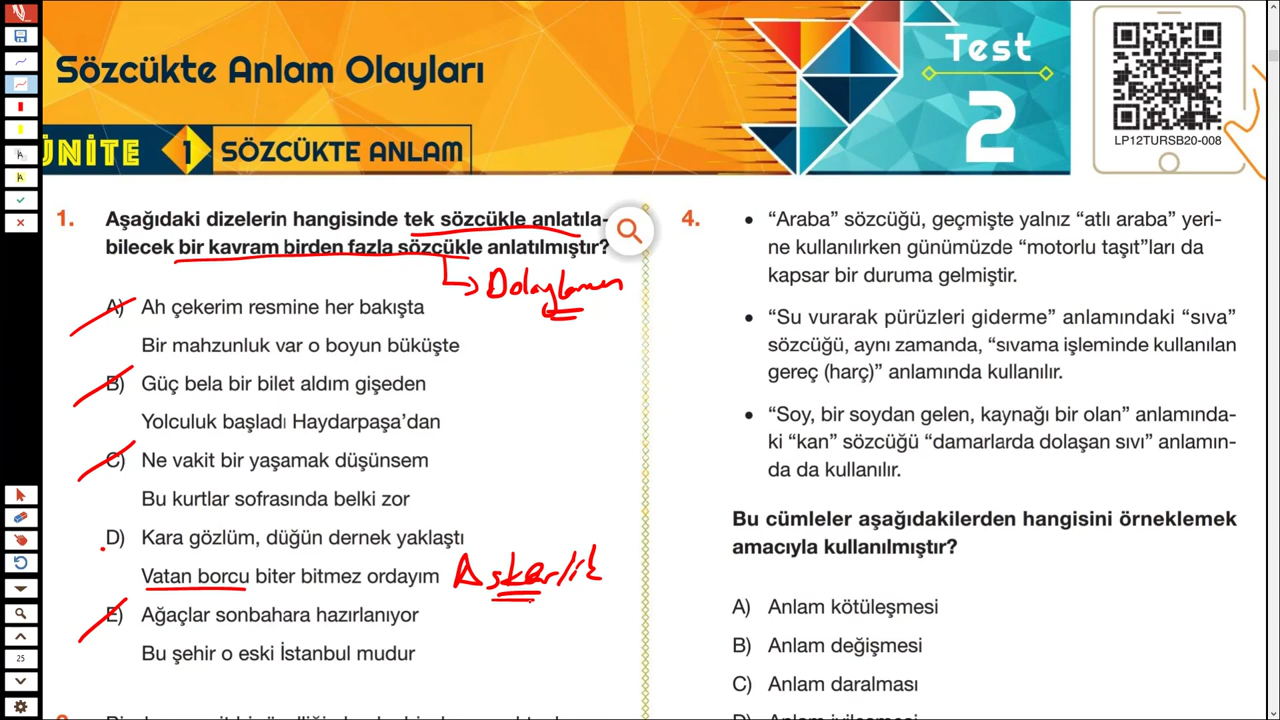 Sözcükte Anlam Olayları
Test
2
LP12TURSB20-008
ÜNİTE 1 SÖZCÜKTE ANLAM
1. Aşağıdaki dizelerin hangisinde tek sözcükle anlatıla-
bilecek bir kavram birden fazla sözcükle anlatılmıştır?
Dolaylama
A) Ah çekerim resmine her bakışta
Bir mahzunluk var o boyun büküşte
B) Güç bela bir bilet aldım gişeden
Yolculuk başladı Haydarpaşa’dan
C) Ne vakit bir yaşamak düşünsem
Bu kurtlar sofrasında belki zor
D) Kara gözlüm, düğün dernek yaklaştı
Vatan borcu biter bitmez ordayım Askerlik
E) Ağaçlar sonbahara hazırlanıyor
Bu şehir o eski İstanbul mudur
4. • “Araba” sözcüğü, geçmişte yalnız “atlı araba” yeri-
ne kullanılırken günümüzde “motorlu taşıt”ları da
kapsar bir duruma gelmiştir.
• “Su vurarak pürüzleri giderme” anlamındaki “sıva”
sözcüğü, aynı zamanda, “sıvama işleminde kullanılan
gereç (harç)” anlamında kullanılır.
• “Soy, bir soydan gelen, kaynağı bir olan” anlamında-
ki “kan” sözcüğü “damarlarda dolaşan sıvı” anlamın-
da da kullanılır.
Bu cümleler aşağıdakilerden hangisini örneklemek
amacıyla kullanılmıştır?
A) Anlam kötüleşmesi
B) Anlam değişmesi
C) Anlam daralması
25